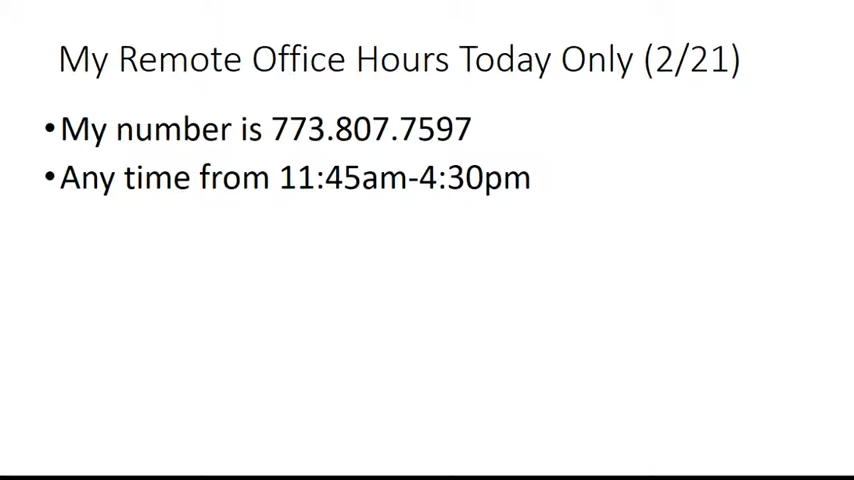 My Remote Office Hours Today Only (2/21)
•My number is 773.807.7597
•Any time from 11:45am-4:30pm